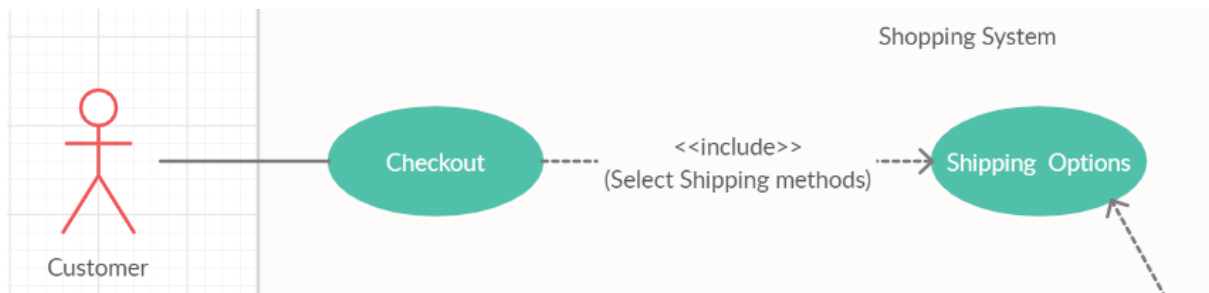 Shopping System
Checkout
<<include>>
(Select Shipping methods)
Shipping Options
Customer